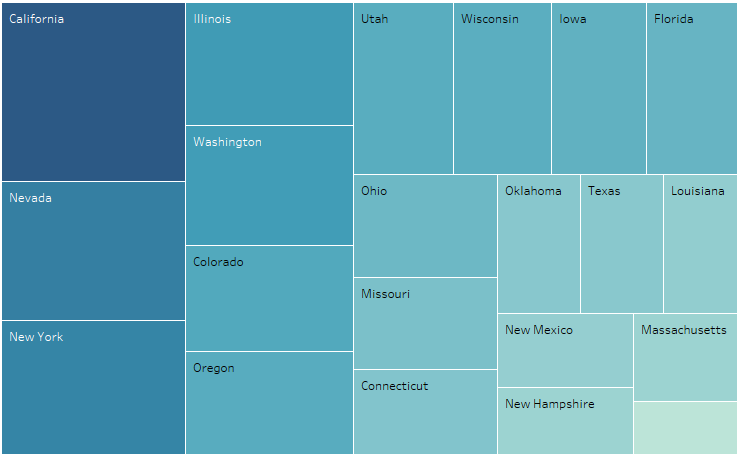 California
Nevada
New York
Illinois
Washington
Colorado
Oregon
Utah
Wisconsin
Iowa
Florida
Ohio
Missouri
Connecticut
Oklahoma
Texas
Louisiana
New Mexico
New Hampshire
Massachusetts